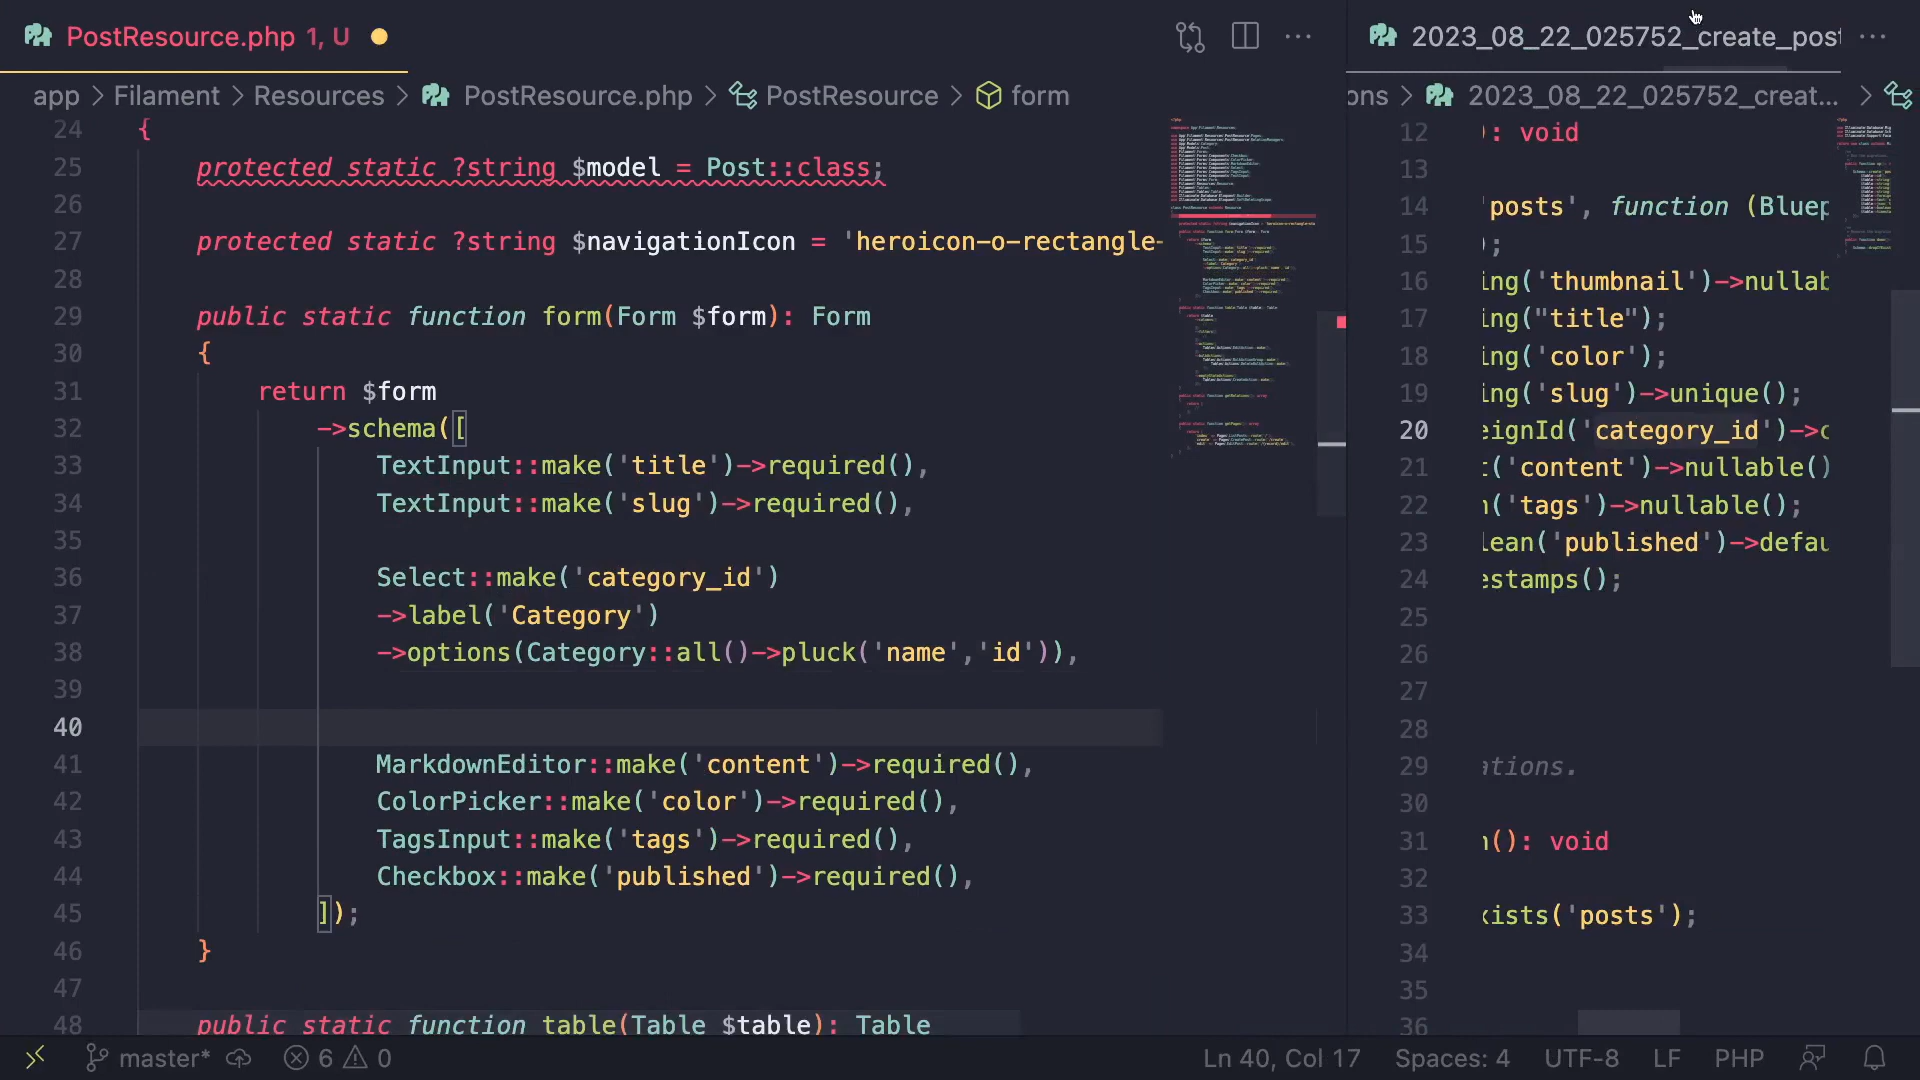 PostResource.php 1, U
2023_08_22_025752_create_post
app > Filament > Resources > PostResource.php > PostResource > form
ons > 2023_08_22_025752_creat... >
24 {
25 protected static ?string $model = Post::class;
26
27 protected static ?string $navigationIcon = 'heroicon-o-rectangle-
28
29 public static function form(Form $form): Form
30 {
31 return $form
32 ->schema([
33 TextInput::make('title')->required(),
34 TextInput::make('slug')->required(),
35
36 Select::make('category_id')
37 ->label('Category')
38 ->options(Category::all()->pluck('name','id')),
39
40
41 MarkdownEditor::make('content')->required(),
42 ColorPicker::make('color')->required(),
43 TagsInput::make('tags')->required(),
44 Checkbox::make('published')->required(),
45 ]);
46 }
47
48 public static function table(Table $table): Table
12 ): void
13
14 'posts', function (Bluep
15 );
16 ing('thumbnail')->nullab
17 ing("title");
18 ing('color');
19 ing('slug')->unique();
20 eignId('category_id')->c
21 t('content')->nullable()
22 n('tags')->nullable();
23 lean('published')->defau
24 estamps();
25
26
27
28
29 ations.
30
31 n(): void
32
33 xists('posts');
34
35
36
master* 6 0
Ln 40, Col 17 Spaces: 4 UTF-8 LF PHP